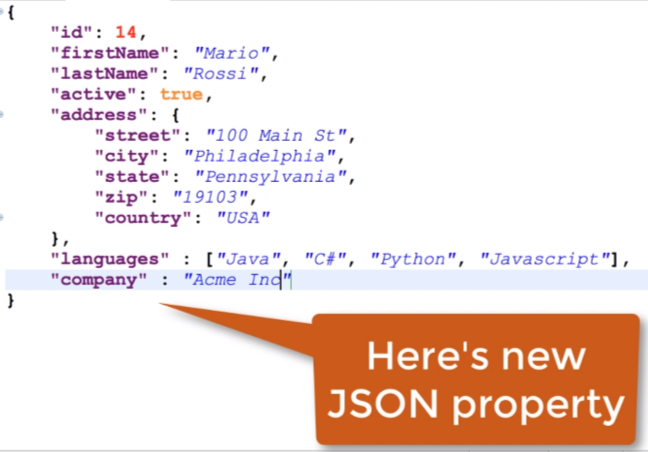 {
    "id": 14,
    "firstName": "Mario",
    "lastName": "Rossi",
    "active": true,
    "address": {
        "street": "100 Main St",
        "city": "Philadelphia",
        "state": "Pennsylvania",
        "zip": "19103",
        "country": "USA"
    },
    "languages" : ["Java", "C#", "Python", "Javascript"],
    "company" : "Acme Inc"
}
Here's new
JSON property